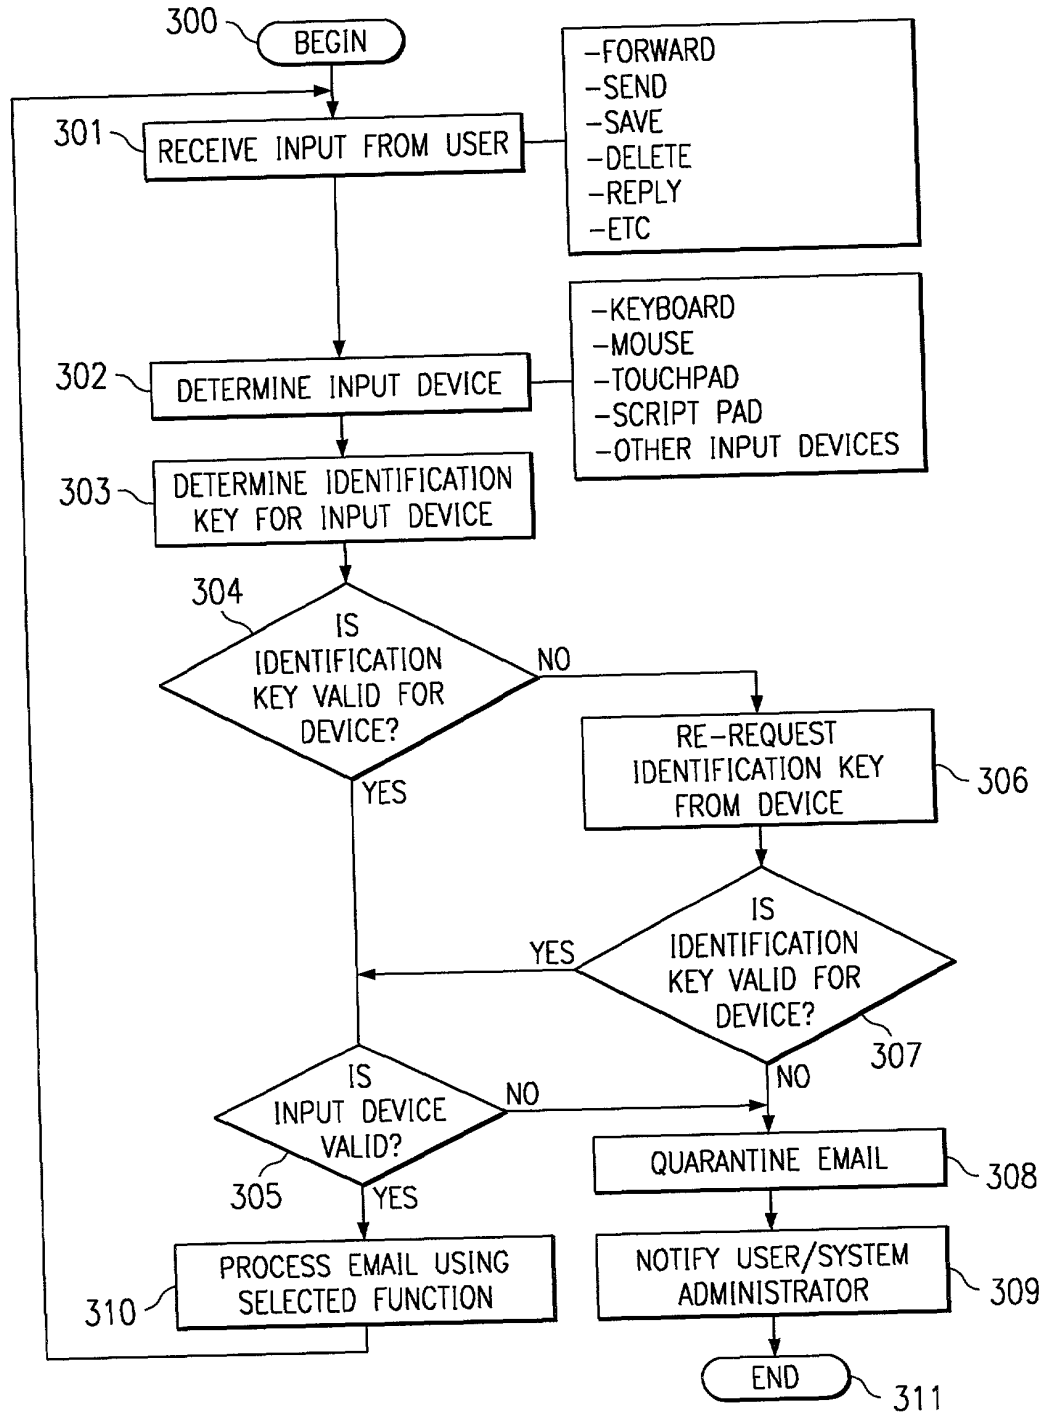 300
BEGIN
301
RECEIVE INPUT FROM USER
-FORWARD
-SEND
-SAVE
-DELETE
-REPLY
-ETC
302
DETERMINE INPUT DEVICE
-KEYBOARD
-MOUSE
-TOUCHPAD
-SCRIPT PAD
-OTHER INPUT DEVICES
303
DETERMINE IDENTIFICATION
KEY FOR INPUT DEVICE
304
IS
IDENTIFICATION
KEY VALID FOR
DEVICE?
NO
YES
RE-REQUEST
IDENTIFICATION KEY
FROM DEVICE
306
IS
IDENTIFICATION
KEY VALID FOR
DEVICE?
YES
307
NO
IS
INPUT DEVICE
VALID?
NO
305
YES
QUARANTINE EMAIL
308
PROCESS EMAIL USING
SELECTED FUNCTION
310
NOTIFY USER/SYSTEM
ADMINISTRATOR
309
END
311